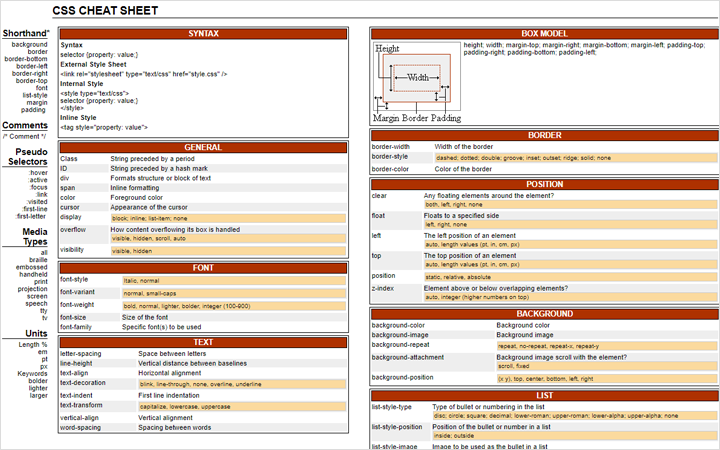 CSS CHEAT SHEET
Shorthand*
background
border
border-bottom
border-left
border-right
border-top
font
list-style
margin
padding
Comments
/* Comment */
Pseudo
Selectors
:hover
:active
:focus
:link
:visited
:first-line
:first-letter
Media
Types
all
braille
embossed
handheld
print
projection
screen
speech
tty
tv
Units
Length %
em
pt
px
Keywords
bolder
lighter
larger
SYNTAX
Syntax
selector {property: value;}
External Style Sheet
<link rel="stylesheet" type="text/css" href="style.css" />
Internal Style
<style type="text/css">
selector {property: value;}
</style>
Inline Style
<tag style="property: value">
GENERAL
Class String preceded by a period
ID String preceded by a hash mark
div Formats structure or block of text
span Inline formatting
color Foreground color
cursor Appearance of the cursor
display block; inline; list-item; none
overflow How content overflowing its box is handled
visible, hidden, scroll, auto
visibility visible, hidden
FONT
font-style Italic, normal
font-variant normal, small-caps
font-weight bold, normal, lighter, bolder, integer (100-900)
font-size Size of the font
font-family Specific font(s) to be used
TEXT
letter-spacing Space between letters
line-height Vertical distance between baselines
text-align Horizontal alignment
text-decoration blink, line-through, none, overline, underline
text-indent First line indentation
text-transform capitalize, lowercase, uppercase
vertical-align Vertical alignment
word-spacing Spacing between words
BOX MODEL
Height
Width
Margin Border Padding
height; width; margin-top; margin-right; margin-bottom; margin-left; padding-top;
padding-right; padding-bottom; padding-left;
BORDER
border-width Width of the border
border-style dashed; dotted; double; groove; inset; outset; ridge; solid; none
border-color Color of the border
POSITION
clear Any floating elements around the element?
both, left, right, none
float Floats to a specified side
left, right, none
left The left position of an element
auto, length values (pt, in, cm, px)
top The top position of an element
auto, length values (pt, in, cm, px)
position static, relative, absolute
z-index Element above or below overlapping elements?
auto, integer (higher numbers on top)
BACKGROUND
background-color Background color
background-image Background image
background-repeat repeat, no-repeat, repeat-x, repeat-y
background-attachment Background image scroll with the element?
scroll, fixed
background-position (x y), top, center, bottom, left, right
LIST
list-style-type Type of bullet or numbering in the list
disc; circle; square; decimal; lower-roman; upper-roman; lower-alpha; upper-alpha; none
list-style-position Position of the bullet or number in a list
inside; outside
list-style-image Image to be used as the bullet in a list